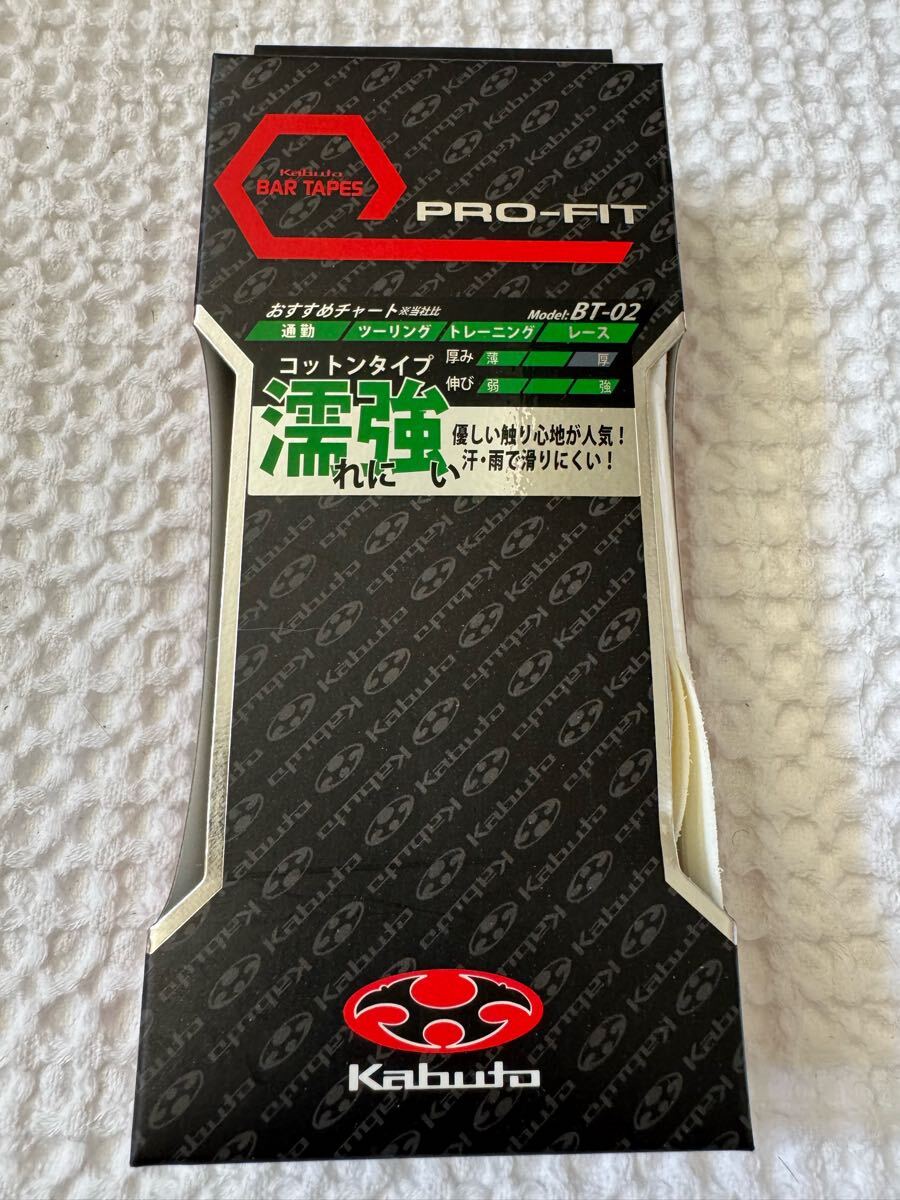 Kabuto
BAR TAPES
PRO-FIT
おすすめチャート※当社比
Model:BT-02
通勤 ツーリング トレーニング レース
コットンタイプ
厚み 薄 厚
伸び 弱 強
濡れに強い
優しい触り心地が人気!
汗・雨で滑りにくい!
Kabuto